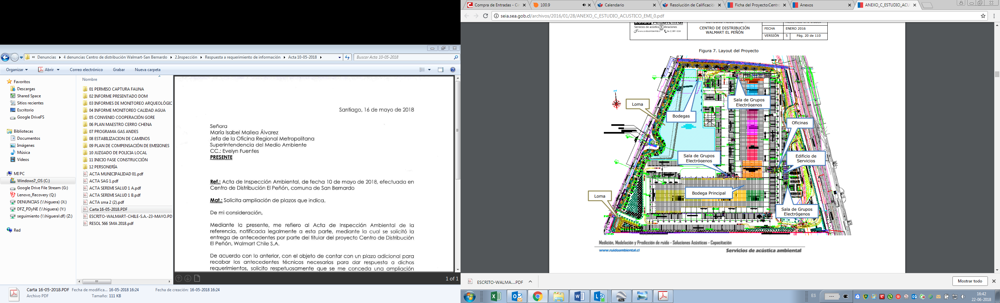 « Denuncias ▸ 4 denuncias Centro de distribución Walmart-San Bernardo ▸ 2.Inspección ▸ Respuesta a requerimiento de información ▸ Acta 10-05-2018 ▸
Buscar Acta 10-05-2018
Organizar
Abrir
Correo electrónico
Grabar
Nueva carpeta
Favoritos
Descargas
Shared Space
Sitios recientes
Escritorio
Google DriveFS
Bibliotecas
Documentos
Imágenes
Música
Vídeos
MI PC
Windows7_OS (C:)
Google Drive File Stream (G:)
Lenovo_Recovery (Q:)
DENUNCIAS (\\higuera) (X:)
DFZ_PDyNE (\\higuera) (Y:)
seguimiento (\\higuera\df) (Z:)
Red
Nombre
01 PERMISO CAPTURA FAUNA
02 INFORME PRESENTADO DOM
03 INFORMES DE MONITOREO ARQUEOLÓGIC
04 INFORME MONITOREO CALIDAD AGUA
05 CONVENIO COOPERACIÓN GORE
06 PLAN MAESTRO CERRO CHENA
07 PROGRAMA GAS ANDES
08 ESTABILIZACION DE CAMINOS
09 PLAN DE COMPENSACIÓN DE EMISIONES
10 JUZGADO DE POLICIA LOCAL
11 INICIO FASE CONSTRUCCIÓN
12 PERSONERÍA
ACTA MUNICIPALIDAD 01.pdf
ACTA SAG 1.pdf
ACTA SEREMI SALUD 1 A.pdf
ACTA SEREMI SALUD 1 B.pdf
ACTA sma 2 (2).pdf
Carta 16-05-2018.PDF
ESCRITO-WALMART-CHILE-S.A.-23-MAYO.PD
RESOL 566 SMA 2018.pdf
Santiago, 16 de mayo de 2018
Señora
María Isabel Mallea Álvarez
Jefa de la Oficina Regional Metropolitana
Superintendencia del Medio Ambiente
CC.: Evelyn Fuentes
PRESENTE
Ref.: Acta de Inspección Ambiental, de fecha 10 de mayo de 2018, efectuada en
Centro de Distribución El Peñón, comuna de San Bernardo
Mat.: Solicita ampliación de plazos que indica.
De mi consideración,
Mediante la presente, me refiero al Acta de Inspección Ambiental de la
referencia, notificada legalmente a esta parte, mediante la cual se solicitó la
entrega de antecedentes por parte del titular del proyecto Centro de Distribución
El Peñón, Walmart Chile S.A.
De acuerdo con lo anterior, con el objeto de contar con un plazo adicional para
recabar los antecedentes técnicos necesarios para dar respuesta a dichos
requerimientos, solicito respetuosamente que se me conceda una ampliación
1 of 1
Carta 16-05-2018.PDF Fecha de modifica... 16-05-2018 16:24 Fecha de creación: 16-05-2018 16:24
Archivo PDF Tamaño: 111 KB
Compra de Entradas - Cin
100.9
Calendario
Resolución de Calificación
Ficha del Proyecto:Centro
Anexos
ANEXO_C_ESTUDIO_ACU
seia.sea.gob.cl/archivos/2016/01/28/ANEXO_C_ESTUDIO_ACUSTICO_EMI_0.pdf
Ruido Ambiental
Servicios de acústica & vibraciones
www.ruidoambiental.cl
ESTUDIO ACÚSTICO
CENTRO DE DISTRIBUCIÓN
WALMART EL PEÑÓN
FECHA ENERO 2016
VERSIÓN 5 Pág. 20 de 110
Figura 7. Layout del Proyecto
Loma
Bodegas
Sala de Grupos
Electrógenos
Oficinas
Sala de Grupos
Electrógenos
Edificio de
Servicios
Bodega Principal
Loma
Sala de Grupos
Electrógenos
Medición, Modelación y Predicción de ruido - Soluciones Acústicas - Capacitación
www.ruidoambiental.cl
Servicios de acústica ambiental
ESCRITO-WALMA....PDF
Mostrar todo
ES
16:42
22-06-2018